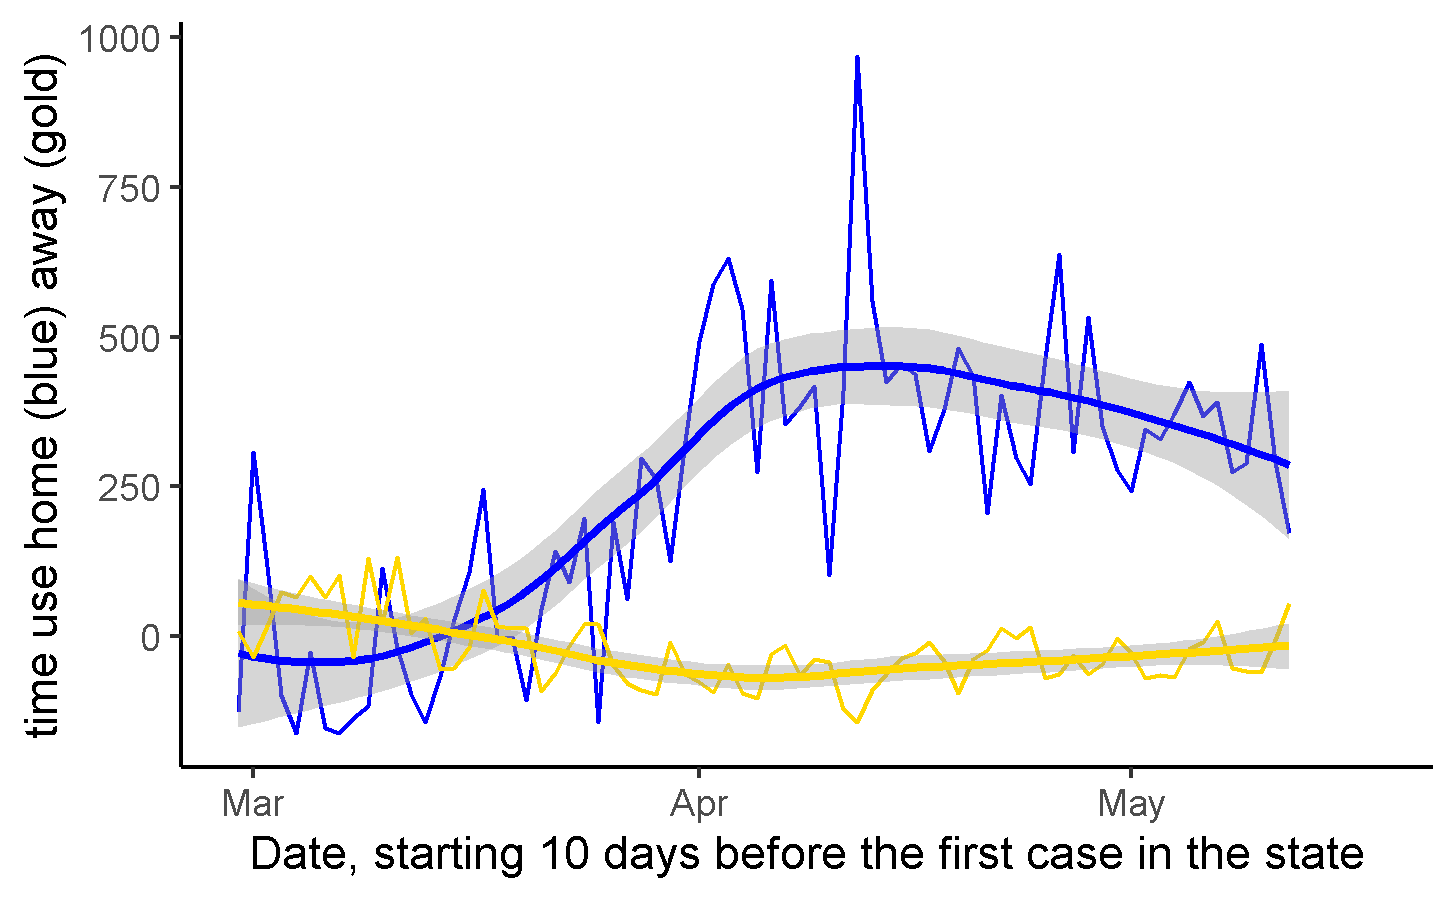 time use home (blue) away (gold)
1000
750
500
250
0
Mar
Apr
May
Date, starting 10 days before the first case in the state